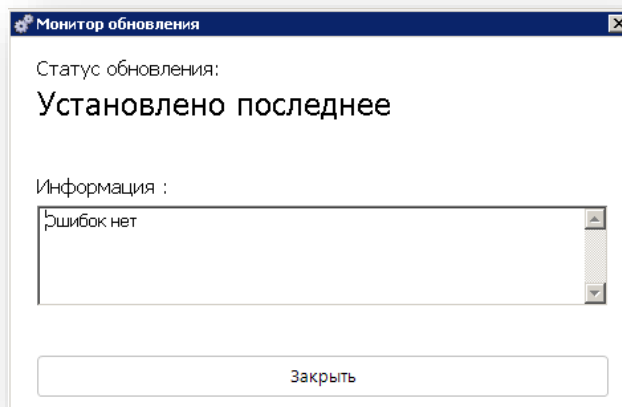 Монитор обновления
Статус обновления:
Установлено последнее
Информация :
Ошибок нет
Закрыть